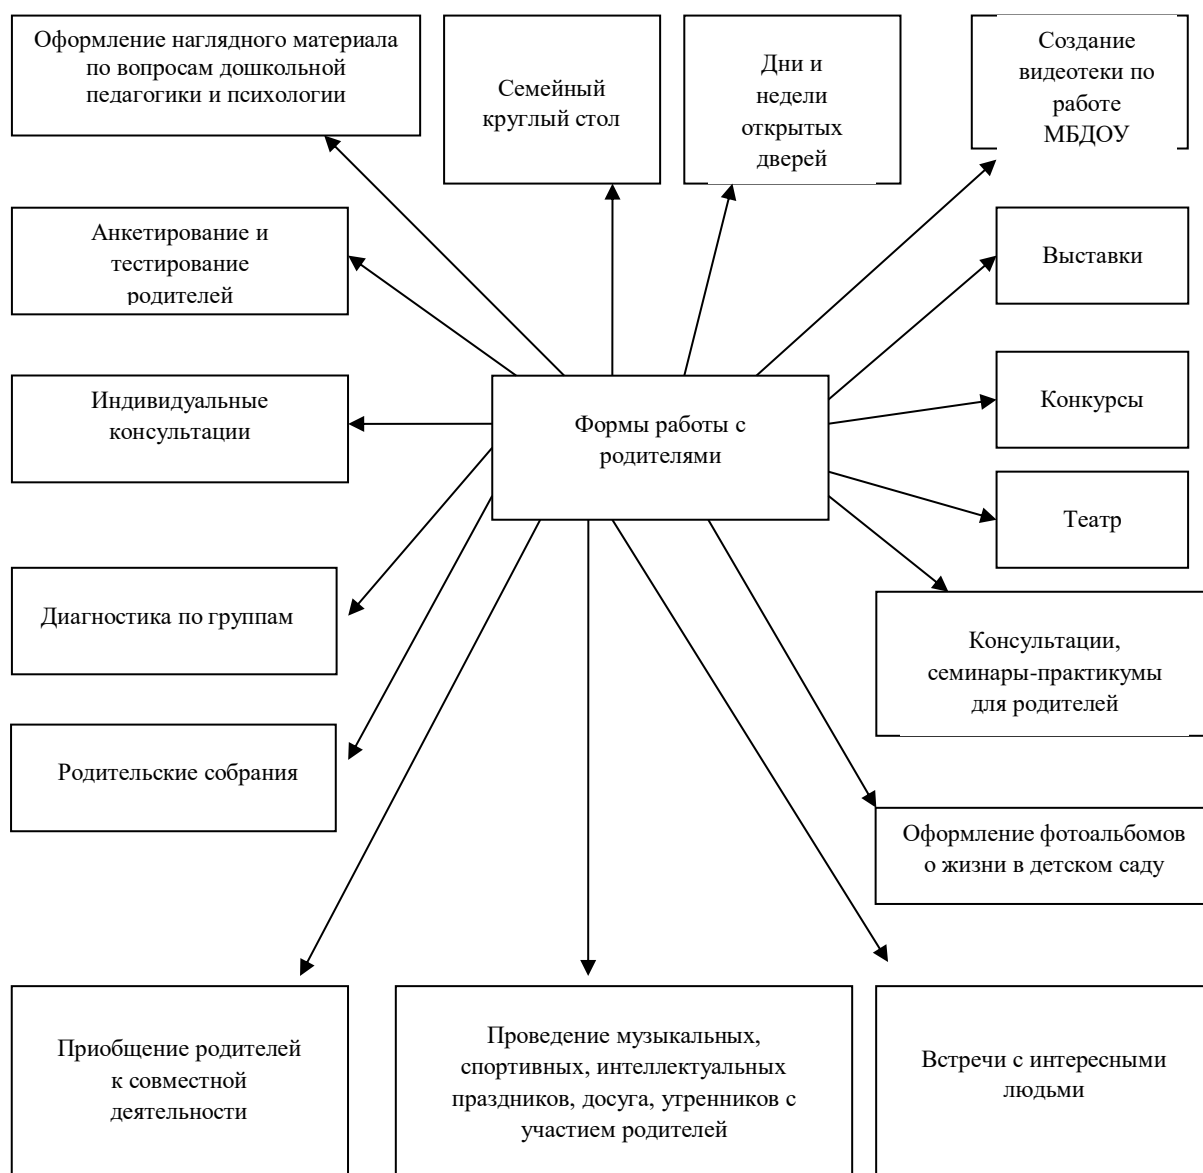 Оформление наглядного материала
по вопросам дошкольной
педагогики и психологии
Семейный
круглый стол
Дни и
недели
открытых
дверей
Создание
видеотеки по
работе
МБДОУ
Анкетирование и
тестирование
родителей
Выставки
Индивидуальные
консультации
Формы работы с
родителями
Конкурсы
Театр
Диагностика по группам
Консультации,
семинары-практикумы
для родителей
Родительские собрания
Оформление фотоальбомов
о жизни в детском саду
Приобщение родителей
к совместной
деятельности
Проведение музыкальных,
спортивных, интеллектуальных
праздников, досуга, утренников с
участием родителей
Встречи с интересными
людьми